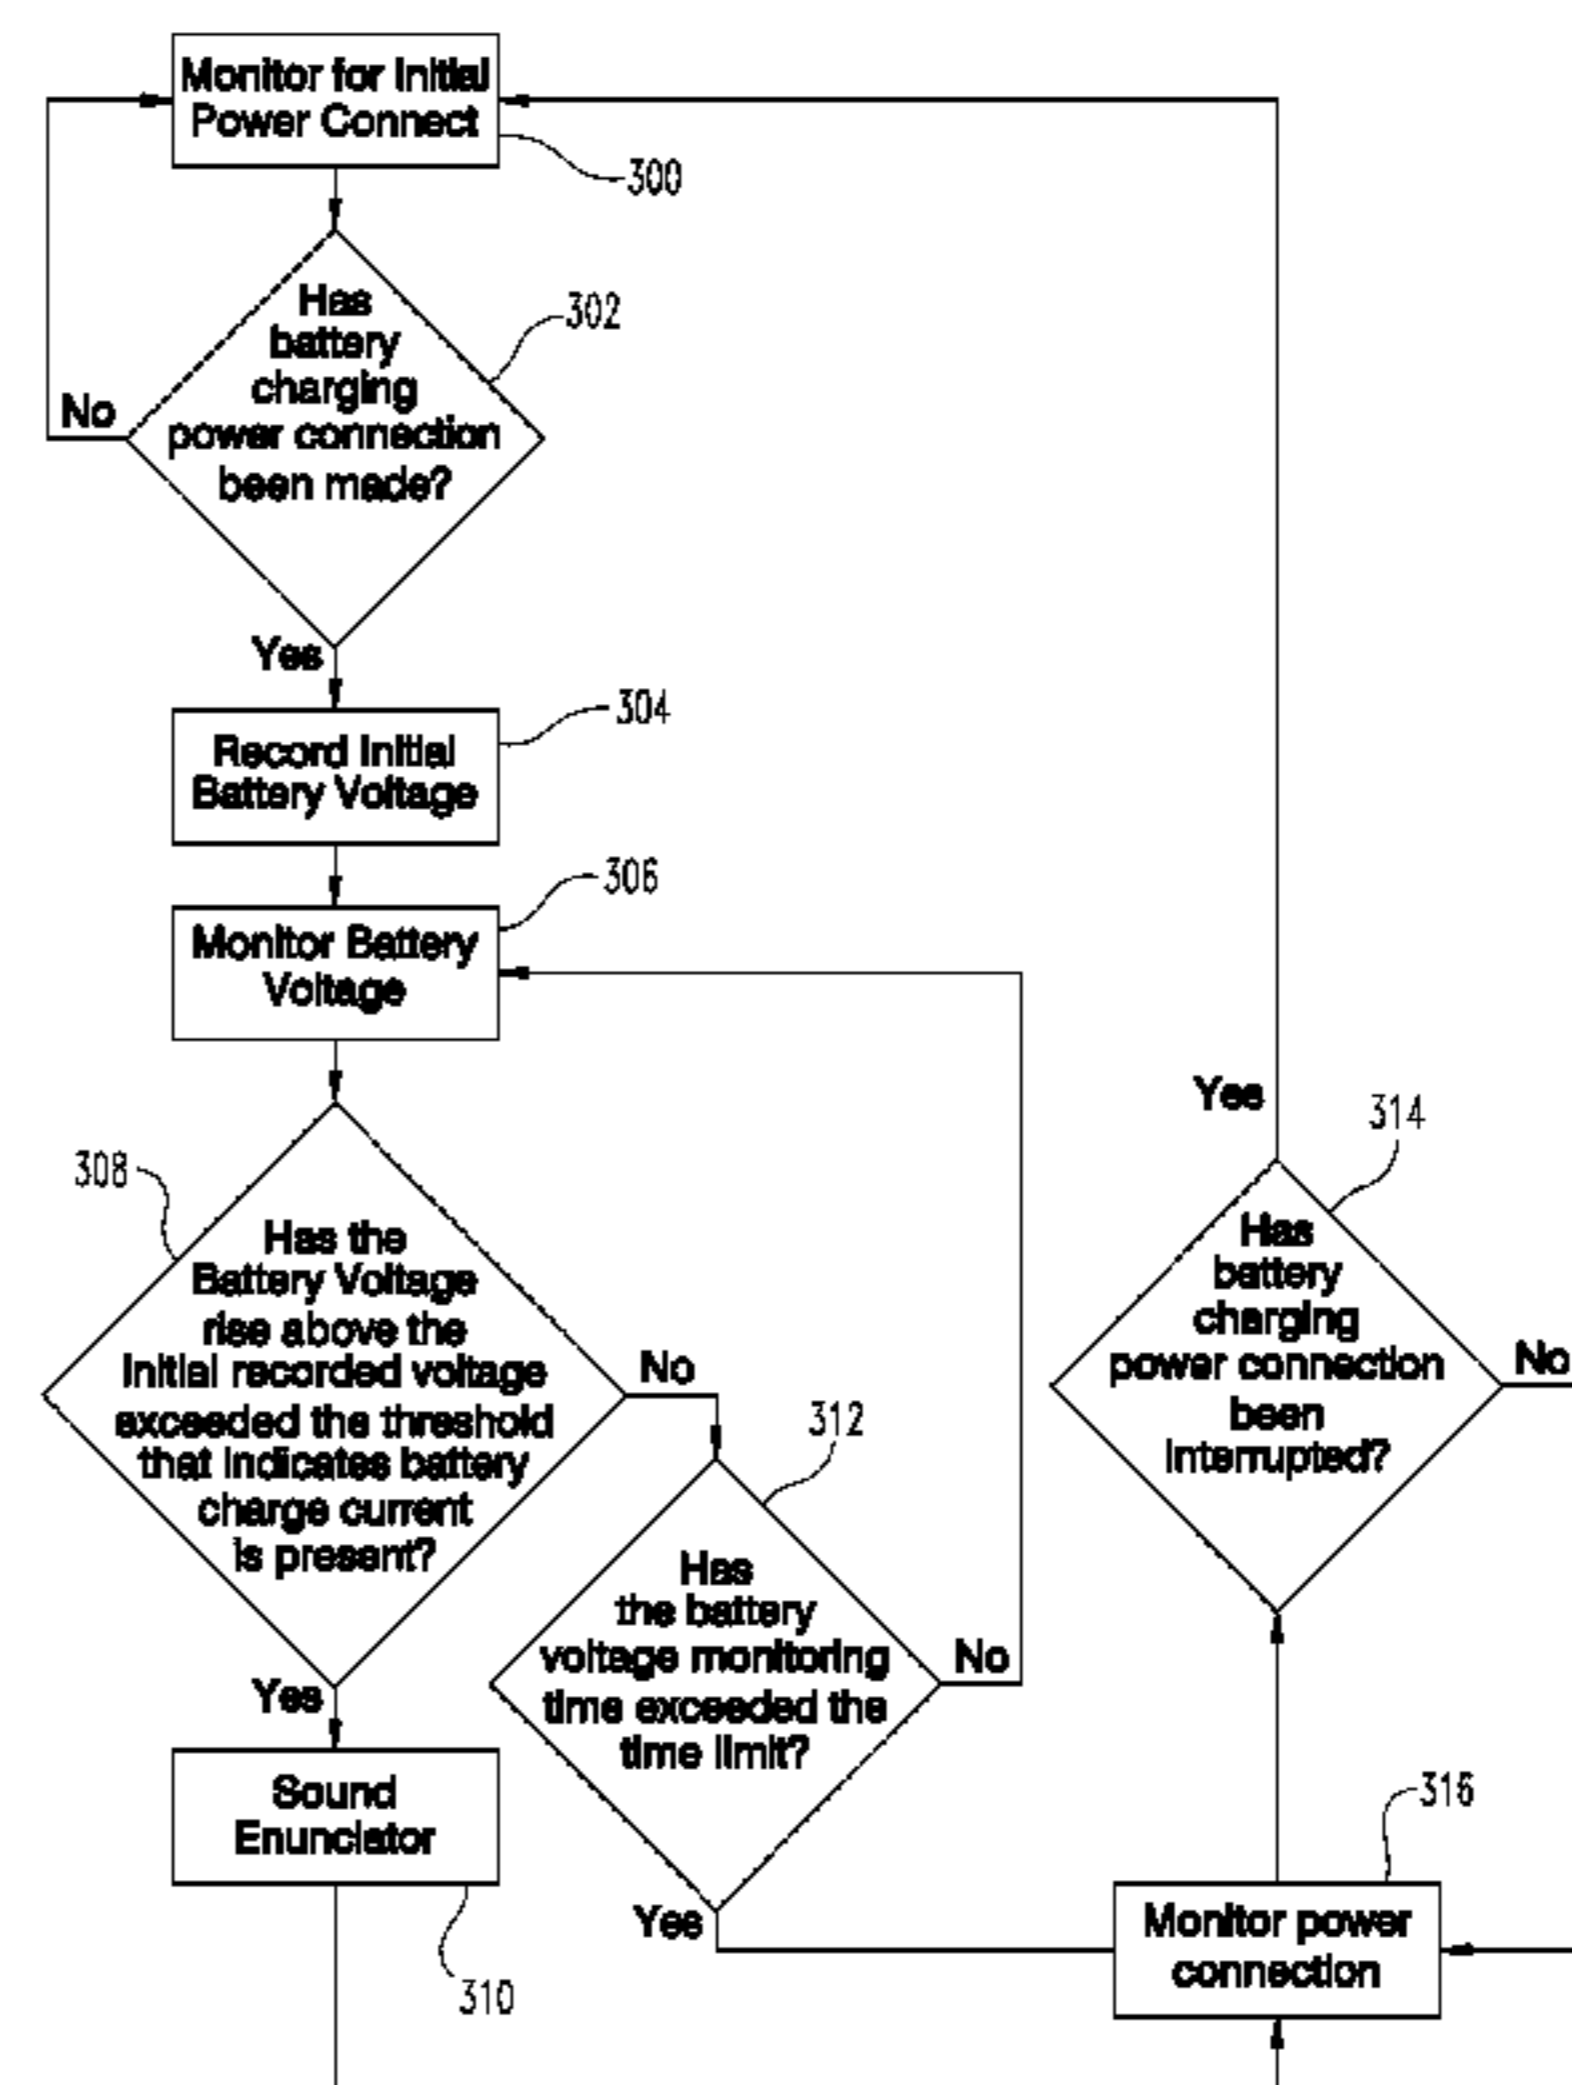 Monitor for Initial
Power Connect
300
Has
battery
charging
power connection
been made?
302
No
Yes
Record Initial
Battery Voltage
304
Monitor Battery
Voltage
306
308
Has the
Battery Voltage
rise above the
initial recorded voltage
exceeded the threshold
that indicates battery
charge current
is present?
No
Yes
Sound
Enunciator
310
312
Has
the battery
voltage monitoring
time exceeded the
time limit?
No
Yes
Yes
314
Has
battery
charging
power connection
been
interrupted?
No
316
Monitor power
connection